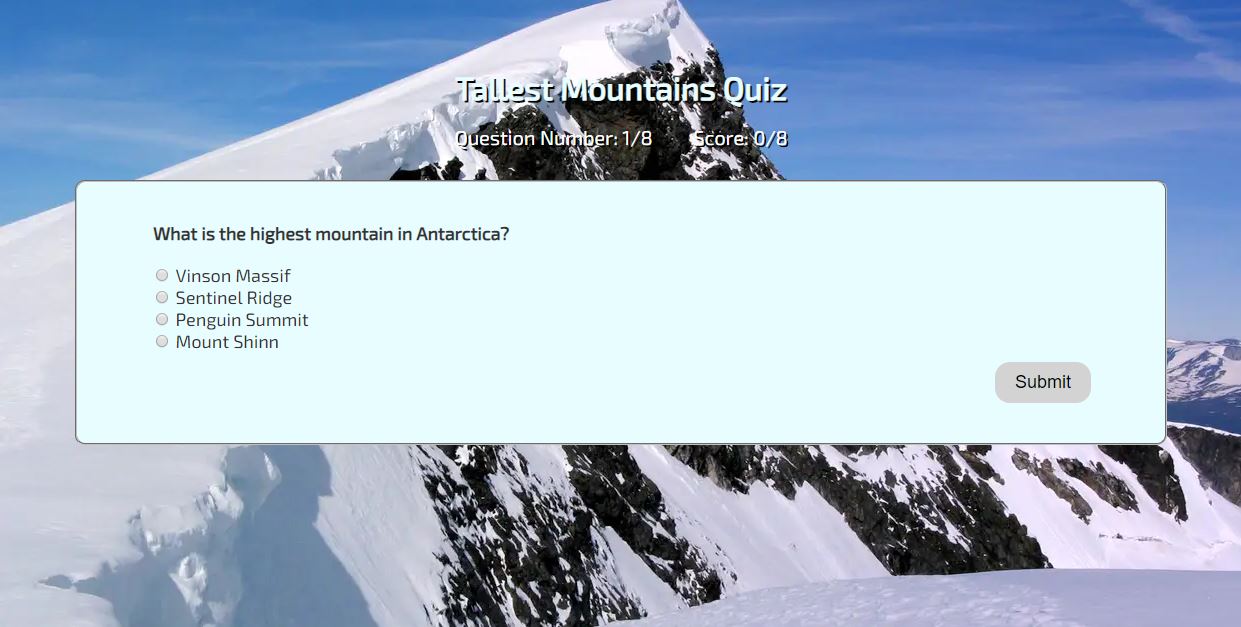 Tallest Mountains Quiz
Question Number: 1/8 Score: 0/8
What is the highest mountain in Antarctica?
Vinson Massif
Sentinel Ridge
Penguin Summit
Mount Shinn
Submit